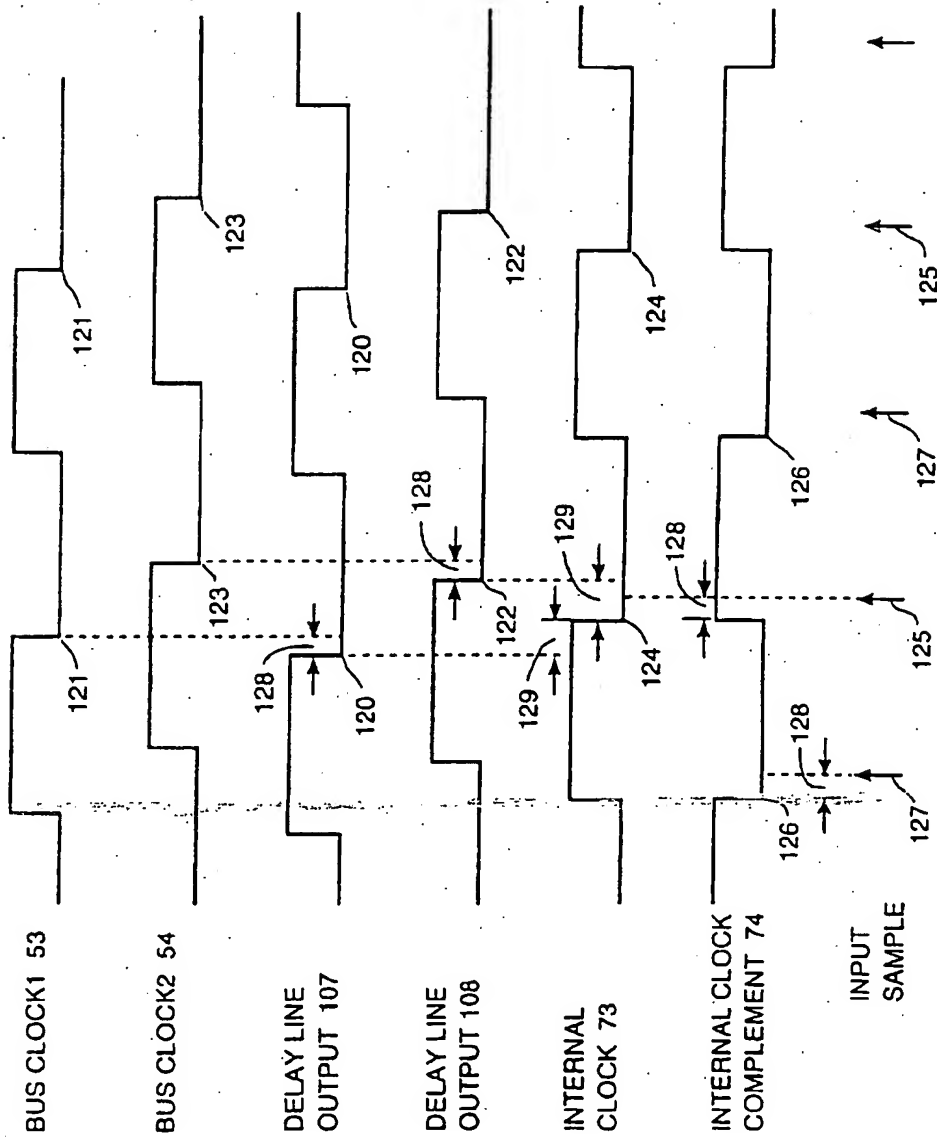 BUS CLOCK1 53
121
121
BUS CLOCK2 54
123
123
DELAY LINE
OUTPUT 107
128
120
120
DELAY LINE
OUTPUT 108
128
122
122
INTERNAL
CLOCK 73
129
129
124
124
INTERNAL CLOCK
COMPLEMENT 74
128
126
126
128
INPUT
SAMPLE
127
125
127
125